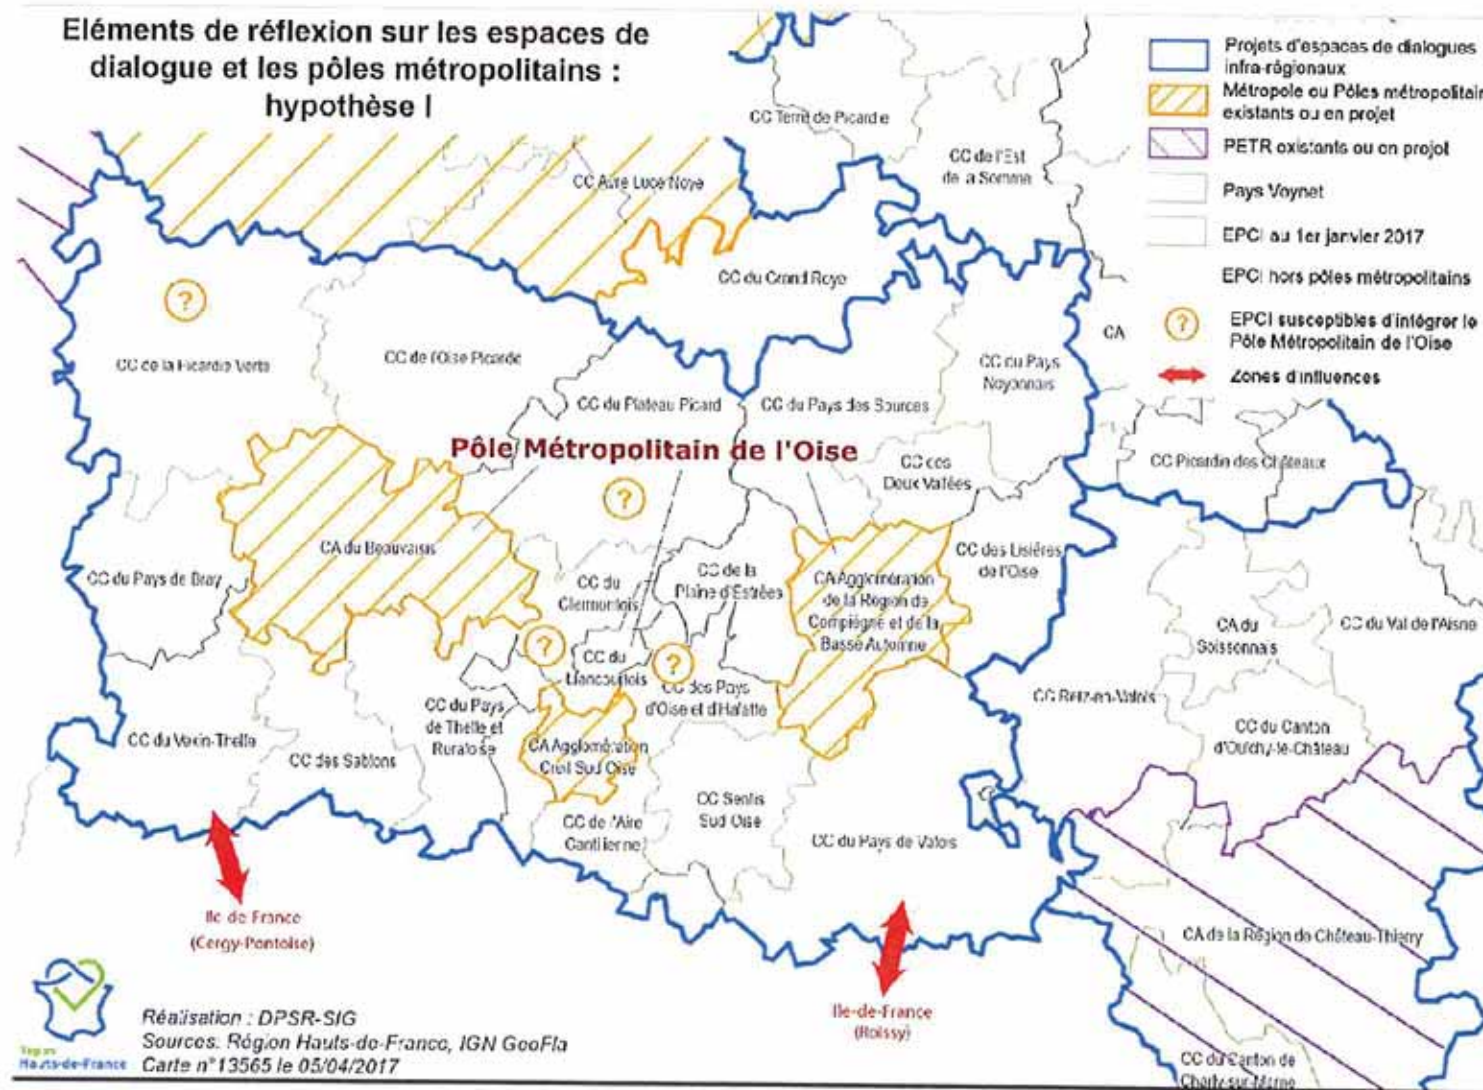 Eléments de réflexion sur les espaces de
dialogue et les pôles métropolitains :
hypothèse I
Projets d'espaces de dialogues
infra-régionaux
Métropole ou Pôles métropolitain
existants ou en projet
PETR existants ou en projet
Pays Voynet
EPCI au 1er janvier 2017
EPCI hors pôles métropolitains
?
EPCI susceptibles d'intégrer le
Pôle Métropolitain de l'Oise
Zones d'influences
CC Terre de Picardie
CC de l'Est
de la Somme
CC Avre Luce Noye
CC du Grand Roye
CA
?
CC de la Picardie Verte
CC de l'Oise Picarde
CC du Plateau Picard
CC du Pays des Sources
CC du Pays
Noyonnais
Pôle Métropolitain de l'Oise
CC des
Deux Vallées
CC Picardie des Châteaux
?
CA du Beauvaisis
CC du Pays de Bray
CC du
Clermontois
CC de la
Plaine d'Estrées
CA Agglomération
de la Région de
Compiègne et de la
Basse Automne
CC des Lisières
de l'Oise
CA du
Soissonnais
CC du Val de l'Aisne
?
CC du
Liancourtois
?
CC des Pays
d'Oise et d'Halatte
CC Retz-en-Valois
CC du Canton
d'Oulchy-le-Château
CC du Vexin-Thelle
CC des Sablons
CC du Pays
de Thelle et
Ruraloise
CA Agglomération
Creil Sud Oise
CC Senlis
Sud Oise
CC de l'Aire
Cantilienne
CC du Pays de Valois
Ile de France
(Cergy-Pontoise)
Ile-de-France
(Roissy)
CA de la Région de Château-Thierry
CC du Canton de
Charly-sur-Marne
Région
Hauts-de-France
Réalisation : DPSR-SIG
Sources: Région Hauts-de-France, IGN GeoFla
Carte n°13565 le 05/04/2017